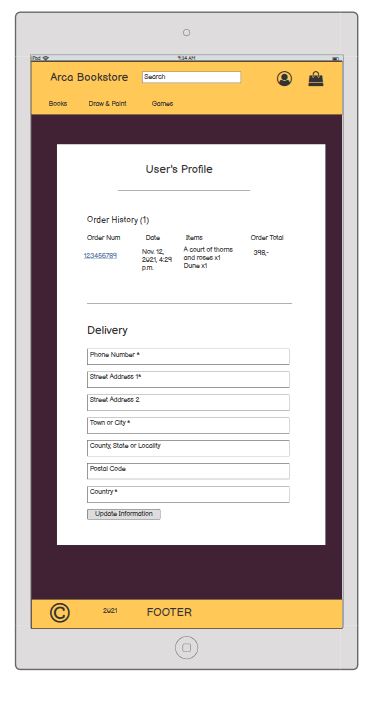 iPad 9:34 AM
Arca Bookstore Search
Books Draw & Paint Games
User's Profile
Order History (1)
Order Num Date Items Order Total
123456789 Nov. 12, A court of thorns 398,-
2021, 4:29 and roses x1
p.m. Dune x1
Delivery
Phone Number *
Street Address 1*
Street Address 2
Town or City *
County, State or Locality
Postal Code
Country *
Update Information
© 2021 FOOTER